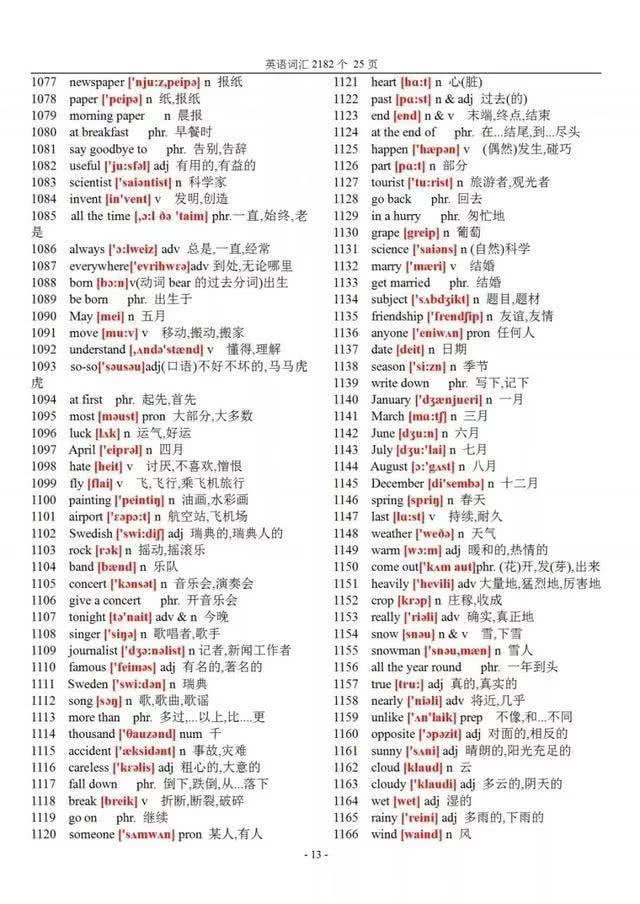 英语词汇 2182 个 25 页
1077 newspaper ['nju:z,peipə] n 报纸
1078 paper ['peipə] n 纸,报纸
1079 morning paper n 晨报
1080 at breakfast phr. 早餐时
1081 say goodbye to phr. 告别,告辞
1082 useful ['ju:sfəl] adj 有用的,有益的
1083 scientist ['saiəntist] n 科学家
1084 invent [in'vent] v 发明,创造
1085 all the time [,ɔ:l ðə 'taim] phr.一直,始终,老
是
1086 always ['ɔ:lweiz] adv 总是,一直,经常
1087 everywhere['evrihwɛə]adv 到处,无论哪里
1088 born [bɔ:n]v(动词 bear 的过去分词)出生
1089 be born phr. 出生于
1090 May [mei] n 五月
1091 move [mu:v] v 移动,搬动,搬家
1092 understand [,ʌndə'stænd] v 懂得,理解
1093 so-so['səusəu]adj(口语)不好不坏的,马马虎
虎
1094 at first phr. 起先,首先
1095 most [məust] pron 大部分,大多数
1096 luck [lʌk] n 运气,好运
1097 April ['eiprəl] n 四月
1098 hate [heit] v 讨厌,不喜欢,憎恨
1099 fly [flai] v 飞,飞行,乘飞机旅行
1100 painting ['peintiŋ] n 油画,水彩画
1101 airport ['ɛəpɔ:t] n 航空站,飞机场
1102 Swedish ['swi:diʃ] adj 瑞典的,瑞典人的
1103 rock [rɔk] n 摇动,摇滚乐
1104 band [bænd] n 乐队
1105 concert ['kɔnsət] n 音乐会,演奏会
1106 give a concert phr. 开音乐会
1107 tonight [tə'nait] adv & n 今晚
1108 singer ['siŋə] n 歌唱者,歌手
1109 journalist ['dʒɔ:nəlist] n 记者,新闻工作者
1110 famous ['feiməs] adj 有名的,著名的
1111 Sweden ['swi:dən] n 瑞典
1112 song [sɔŋ] n 歌,歌曲,歌谣
1113 more than phr. 多过,...以上,比....更
1114 thousand ['θauzənd] num 千
1115 accident ['æksidənt] n 事故,灾难
1116 careless ['kɛəlis] adj 粗心的,大意的
1117 fall down phr. 倒下,跌倒,从...落下
1118 break [breik] v 折断,断裂,破碎
1119 go on phr. 继续
1120 someone ['sʌmwʌn] pron 某人,有人
1121 heart [hɑ:t] n 心(脏)
1122 past [pɑ:st] n & adj 过去(的)
1123 end [end] n & v 末端,终点,结束
1124 at the end of phr. 在...结尾,到...尽头
1125 happen ['hæpən] v (偶然)发生,碰巧
1126 part [pɑ:t] n 部分
1127 tourist ['tu:rist] n 旅游者,观光者
1128 go back phr. 回去
1129 in a hurry phr. 匆忙地
1130 grape [greip] n 葡萄
1131 science ['saiəns] n (自然)科学
1132 marry ['mæri] v 结婚
1133 get married phr. 结婚
1134 subject ['sʌbdʒikt] n 题目,题材
1135 friendship ['frendʃip] n 友谊,友情
1136 anyone ['eniwʌn] pron 任何人
1137 date [deit] n 日期
1138 season ['si:zn] n 季节
1139 write down phr. 写下,记下
1140 January ['dʒænjueri] n 一月
1141 March [mɑ:tʃ] n 三月
1142 June [dʒu:n] n 六月
1143 July [dʒu:'lai] n 七月
1144 August [ɔ:'gʌst] n 八月
1145 December [di'sembə] n 十二月
1146 spring [spriŋ] n 春天
1147 last [lɑ:st] v 持续,耐久
1148 weather ['weðə] n 天气
1149 warm [wɔ:m] adj 暖和的,热情的
1150 come out['kʌm aut]phr. (花)开,发(芽),出来
1151 heavily ['hevili] adv 大量地,猛烈地,厉害地
1152 crop [krɔp] n 庄稼,收成
1153 really ['riəli] adv 确实,真正地
1154 snow [snəu] n & v 雪,下雪
1155 snowman ['snəu,mæn] n 雪人
1156 all the year round phr. 一年到头
1157 true [tru:] adj 真的,真实的
1158 nearly ['niəli] adv 将近,几乎
1159 unlike ['ʌn'laik] prep 不像,和...不同
1160 opposite ['ɔpəzit] adj 对面的,相反的
1161 sunny ['sʌni] adj 晴朗的,阳光充足的
1162 cloud [klaud] n 云
1163 cloudy ['klaudi] adj 多云的,阴天的
1164 wet [wet] adj 湿的
1165 rainy ['reini] adj 多雨的,下雨的
1166 wind [waind] n 风
- 13 -